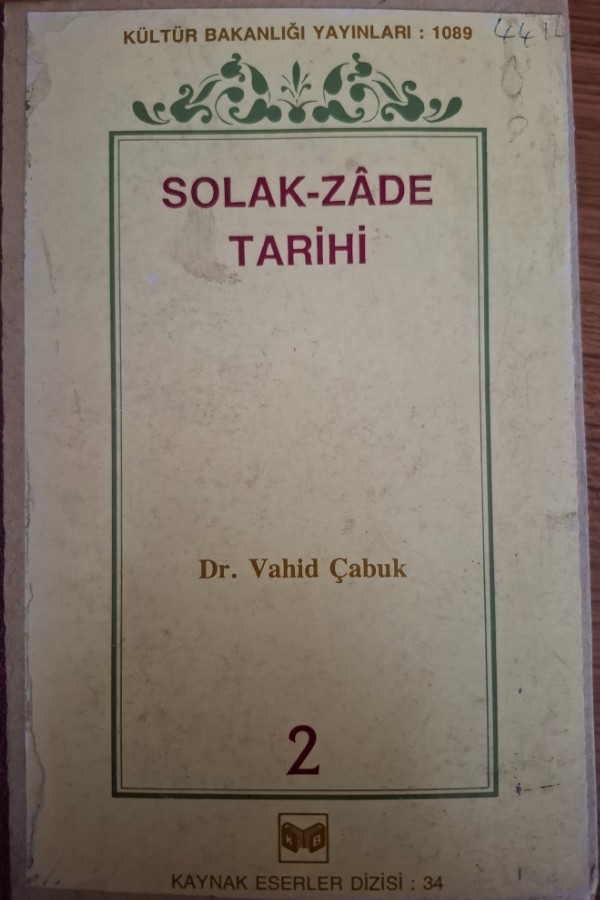 KÜLTÜR BAKANLIĞI YAYINLARI : 1089
SOLAK-ZÂDE
TARİHİ
Dr. Vahid Çabuk
2
K B
KAYNAK ESERLER DİZİSİ : 34